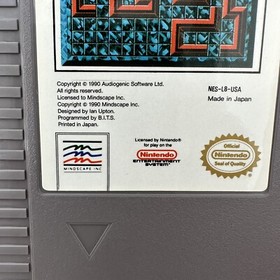 Copyright © 1990 Audiogenic Software Ltd.
All rights reserved.
Licensed to Mindscape Inc.
Copyright © 1990 Mindscape Inc.
Designed by Ian Upton.
Programmed by B.I.T.S.
Printed in Japan.
NES-L8-USA
Made in Japan
MINDSCAPE INC
Licensed by Nintendo®
for play on the
Nintendo
ENTERTAINMENT
SYSTEM
Official
Nintendo
Seal of Quality